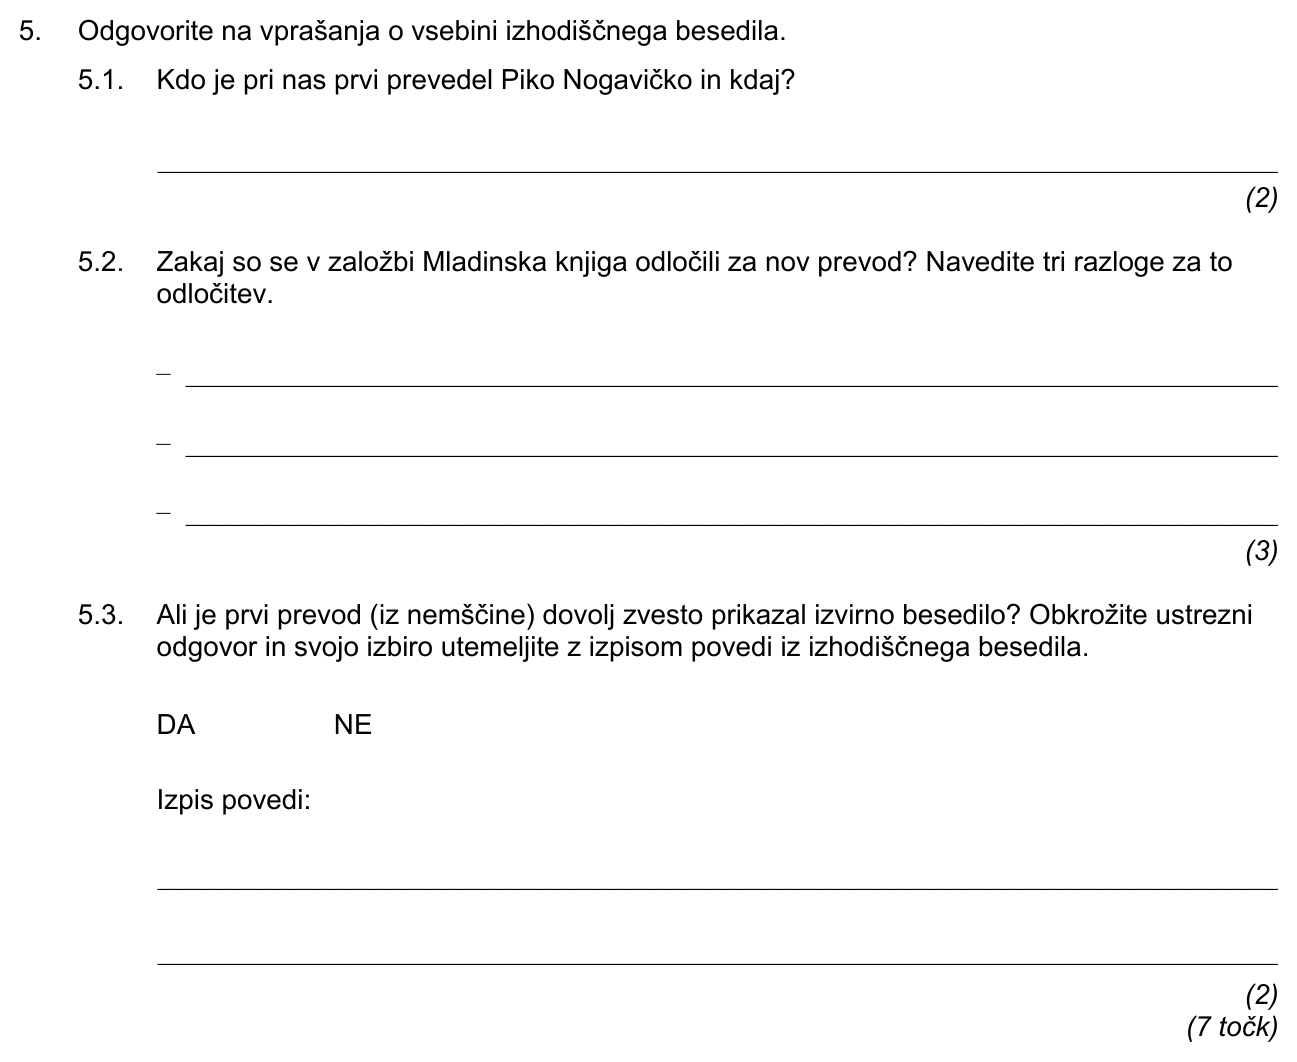 5. Odgovorite na vprašanja o vsebini izhodiščnega besedila.
5.1. Kdo je pri nas prvi prevedel Piko Nogavičko in kdaj?
(2)
5.2. Zakaj so se v založbi Mladinska knjiga odločili za nov prevod? Navedite tri razloge za to
odločitev.
–
–
–
(3)
5.3. Ali je prvi prevod (iz nemščine) dovolj zvesto prikazal izvirno besedilo? Obkrožite ustrezni
odgovor in svojo izbiro utemeljite z izpisom povedi iz izhodiščnega besedila.
DA NE
Izpis povedi:
(2)
(7 točk)